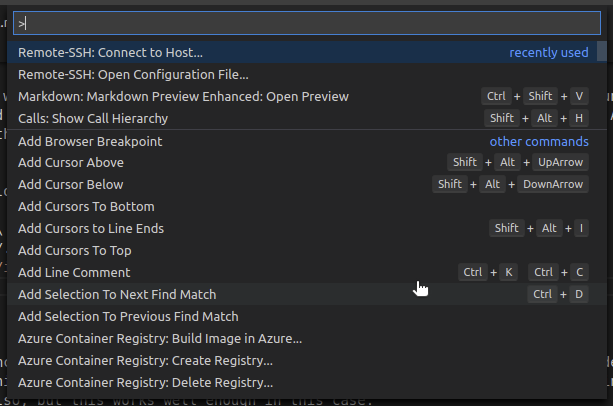 >
Remote-SSH: Connect to Host... recently used
Remote-SSH: Open Configuration File...
Markdown: Markdown Preview Enhanced: Open Preview Ctrl + Shift + V
Calls: Show Call Hierarchy Shift + Alt + H
Add Browser Breakpoint other commands
Add Cursor Above Shift + Alt + UpArrow
Add Cursor Below Shift + Alt + DownArrow
Add Cursors To Bottom
Add Cursors to Line Ends Shift + Alt + I
Add Cursors To Top
Add Line Comment Ctrl + K Ctrl + C
Add Selection To Next Find Match Ctrl + D
Add Selection To Previous Find Match
Azure Container Registry: Build Image in Azure...
Azure Container Registry: Create Registry...
Azure Container Registry: Delete Registry...
but this works well enough in this case.